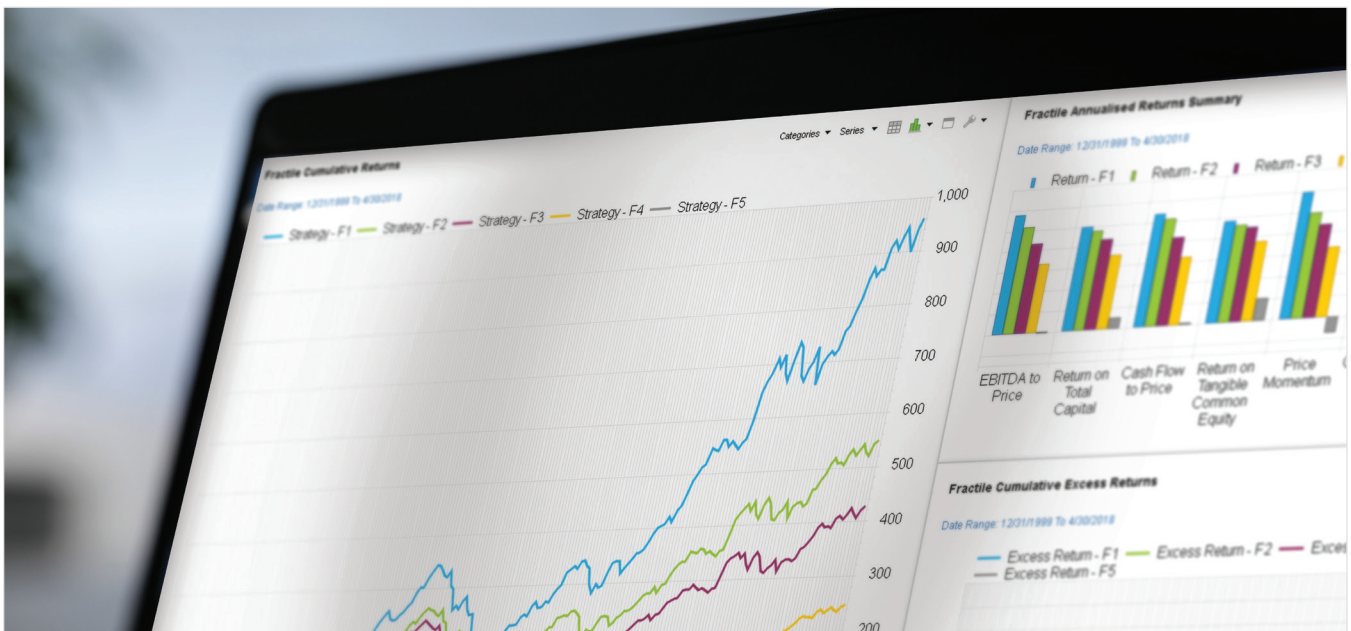 Fractile Cumulative Returns
Date Range: 12/31/1999 To 4/30/2018
Categories Series
Strategy - F1 Strategy - F2 Strategy - F3 Strategy - F4 Strategy - F5
1,000
900
800
700
600
500
400
300
200
Fractile Annualised Returns Summary
Date Range: 12/31/1999 To 4/30/2018
Return - F1 Return - F2 Return - F3
EBITDA to
Price
Return on
Total
Capital
Cash Flow
to Price
Return on
Tangible
Common
Equity
Price
Momentum
Fractile Cumulative Excess Returns
Date Range: 12/31/1999 To 4/30/2018
Excess Return - F1 Excess Return - F2
Excess Return - F5